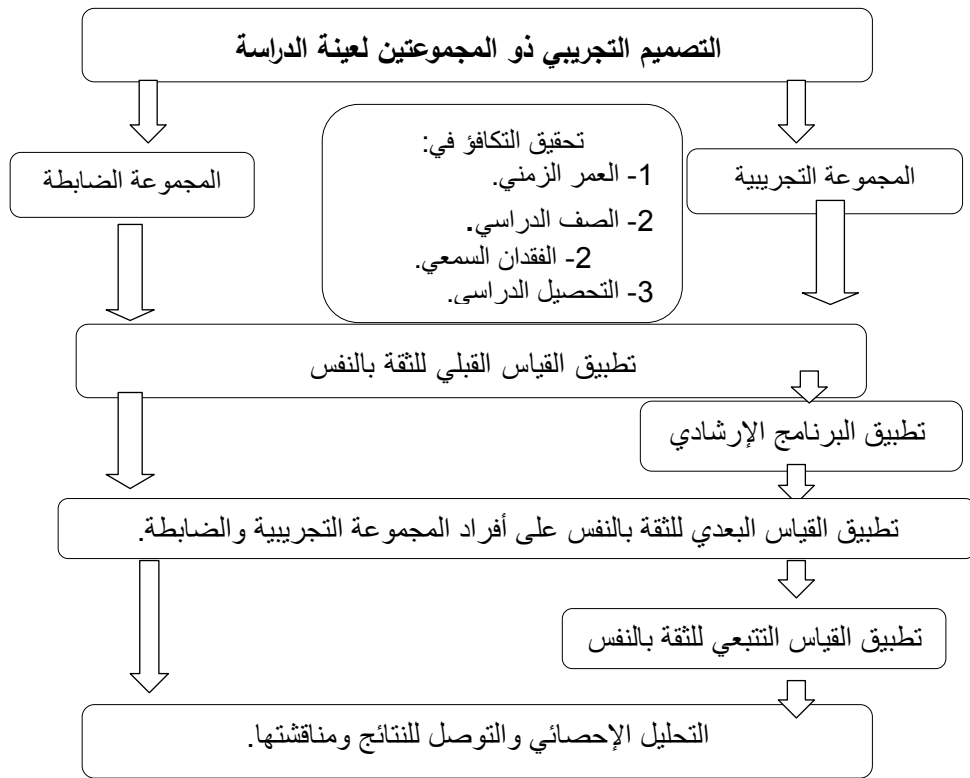 التصميم التجريبي ذو المجموعتين لعينة الدراسة
المجموعة التجريبية
تحقيق التكافؤ في:
1- العمر الزمني.
2- الصف الدراسي.
2- الفقدان السمعي.
3- التحصيل الدراسي.
المجموعة الضابطة
تطبيق القياس القبلي للثقة بالنفس
تطبيق البرنامج الإرشادي
تطبيق القياس البعدي للثقة بالنفس على أفراد المجموعة التجريبية والضابطة.
تطبيق القياس التتبعي للثقة بالنفس
التحليل الإحصائي والتوصل للنتائج ومناقشتها.